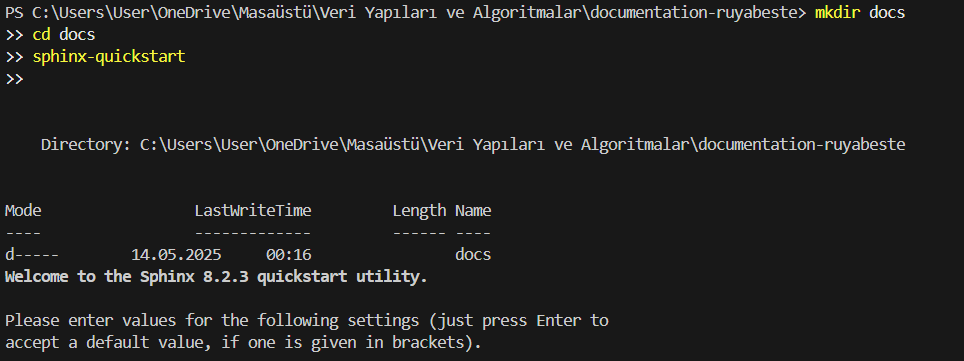 PS C:\Users\User\OneDrive\Masaüstü\Veri Yapıları ve Algoritmalar\documentation-ruyabeste> mkdir docs
>> cd docs
>> sphinx-quickstart
>>
Directory: C:\Users\User\OneDrive\Masaüstü\Veri Yapıları ve Algoritmalar\documentation-ruyabeste
Mode                LastWriteTime         Length Name
----                -------------         ------ ----
d-----        14.05.2025     00:16                docs
Welcome to the Sphinx 8.2.3 quickstart utility.
Please enter values for the following settings (just press Enter to
accept a default value, if one is given in brackets).